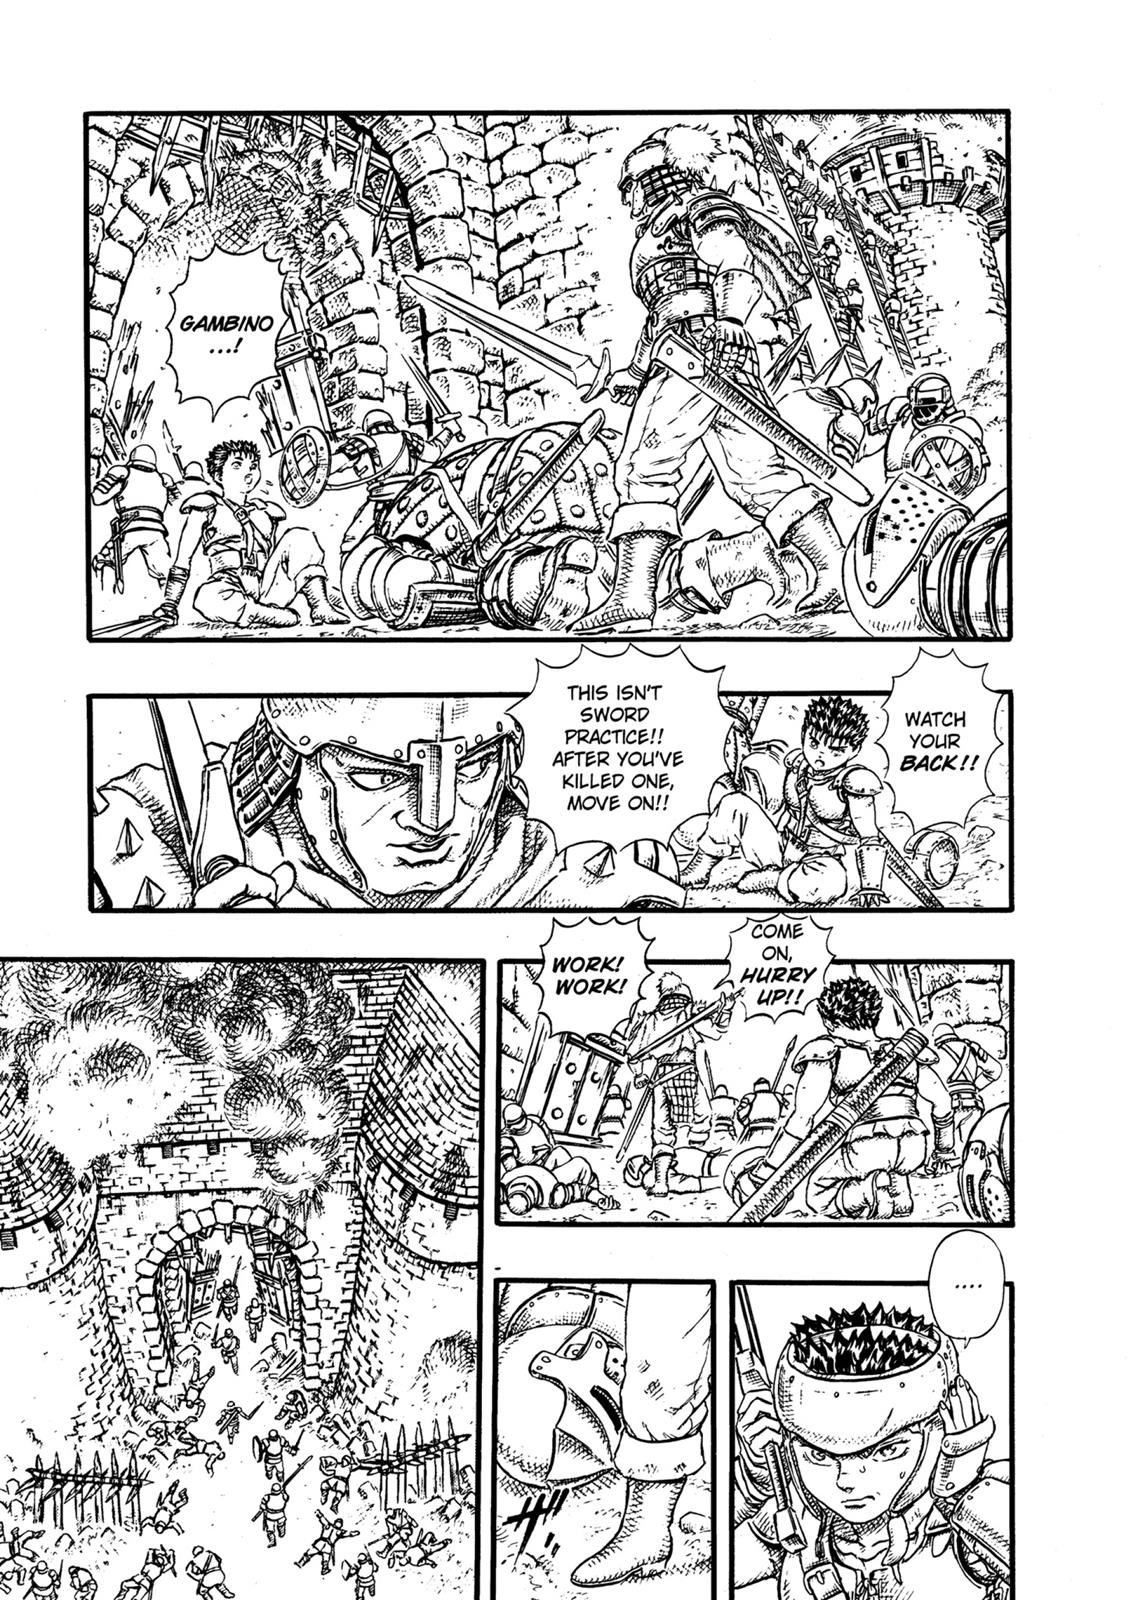 GAMBINO
...!
WATCH
YOUR
BACK!!
THIS ISN'T
SWORD
PRACTICE!!
AFTER YOU'VE
KILLED ONE,
MOVE ON!!
COME
ON,
HURRY
UP!!
WORK!
WORK!
....